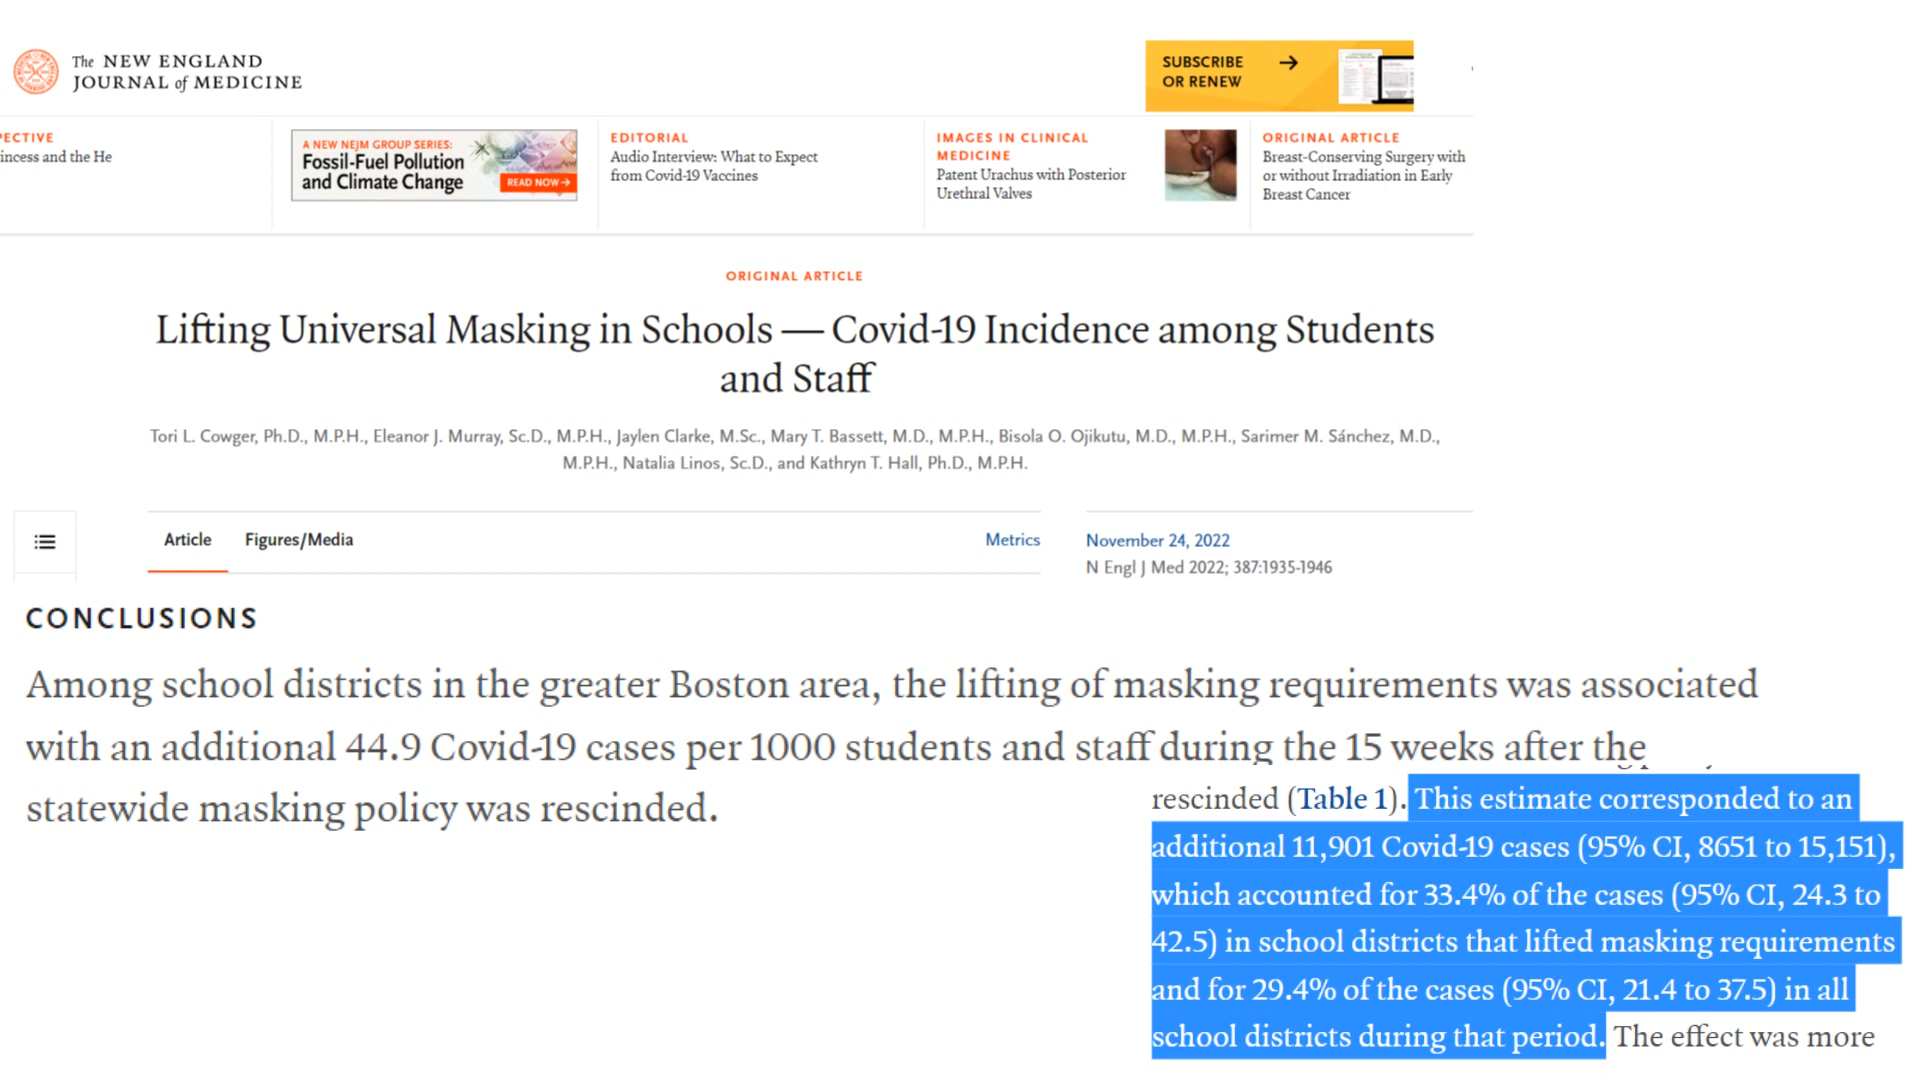 The NEW ENGLAND
JOURNAL of MEDICINE
SUBSCRIBE
OR RENEW
PECTIVE
incess and the He
A NEW NEJM GROUP SERIES:
Fossil-Fuel Pollution
and Climate Change
READ NOW→
EDITORIAL
Audio Interview: What to Expect
from Covid-19 Vaccines
IMAGES IN CLINICAL
MEDICINE
Patent Urachus with Posterior
Urethral Valves
ORIGINAL ARTICLE
Breast-Conserving Surgery with
or without Irradiation in Early
Breast Cancer
ORIGINAL ARTICLE
Lifting Universal Masking in Schools — Covid-19 Incidence among Students
and Staff
Tori L. Cowger, Ph.D., M.P.H., Eleanor J. Murray, Sc.D., M.P.H., Jaylen Clarke, M.Sc., Mary T. Bassett, M.D., M.P.H., Bisola O. Ojikutu, M.D., M.P.H., Sarimer M. Sánchez, M.D.,
M.P.H., Natalia Linos, Sc.D., and Kathryn T. Hall, Ph.D., M.P.H.
Article Figures/Media Metrics
November 24, 2022
N Engl J Med 2022; 387:1935-1946
CONCLUSIONS
Among school districts in the greater Boston area, the lifting of masking requirements was associated
with an additional 44.9 Covid-19 cases per 1000 students and staff during the 15 weeks after the
statewide masking policy was rescinded.
rescinded (Table 1). This estimate corresponded to an
additional 11,901 Covid-19 cases (95% CI, 8651 to 15,151),
which accounted for 33.4% of the cases (95% CI, 24.3 to
42.5) in school districts that lifted masking requirements
and for 29.4% of the cases (95% CI, 21.4 to 37.5) in all
school districts during that period. The effect was more